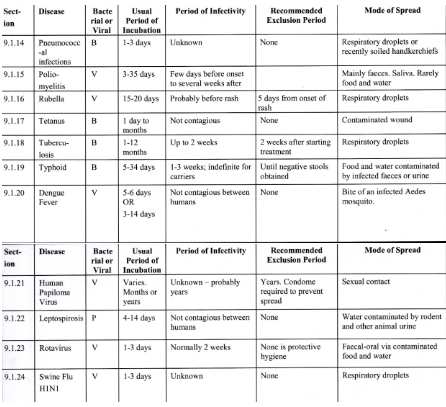 Sect-ion | Disease | Bacte rial or Viral | Usual Period of Incubation | Period of Infectivity | Recommended Exclusion Period | Mode of Spread
9.1.14 | Pneumococc-al infections | B | 1-3 days | Unknown | None | Respiratory droplets or recently soiled handkerchiefs
9.1.15 | Polio-myelitis | V | 3-35 days | Few days before onset to several weeks after | | Mainly faeces. Saliva. Rarely food and water
9.1.16 | Rubella | V | 15-20 days | Probably before rash | 5 days from onset of rash | Respiratory droplets
9.1.17 | Tetanus | B | 1 day to months | Not contagious | None | Contaminated wound
9.1.18 | Tubercu-losis | B | 1-12 months | Up to 2 weeks | 2 weeks after starting treatment | Respiratory droplets
9.1.19 | Typhoid | B | 5-34 days | 1-3 weeks; indefinite for carriers | Until negative stools obtained | Food and water contaminated by infected faeces or urine
9.1.20 | Dengue Fever | V | 5-6 days OR 3-14 days | Not contagious between humans | None | Bite of an infected Aedes mosquito.
Sect-ion | Disease | Bacte rial or Viral | Usual Period of Incubation | Period of Infectivity | Recommended Exclusion Period | Mode of Spread
9.1.21 | Human Papiloma Virus | V | Varies. Months or years | Unknown – probably years | Years. Condome required to prevent spread | Sexual contact
9.1.22 | Leptospirosis | P | 4-14 days | Not contagious between humans | None | Water contaminated by rodent and other animal urine
9.1.23 | Rotavirus | V | 1-3 days | Normally 2 weeks | None is protective hygiene | Faecal-oral via contaminated food and water
9.1.24 | Swine Flu H1N1 | V | 1-3 days | Unknown | None | Respiratory droplets